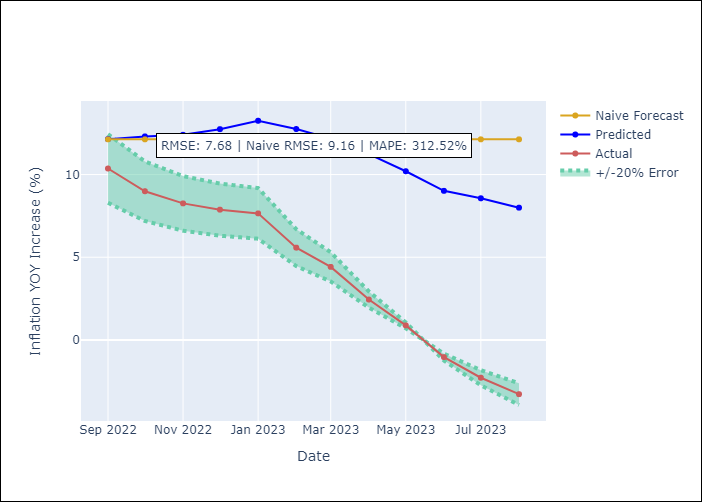 Naive Forecast
Predicted
Actual
+/-20% Error
RMSE: 7.68 | Naive RMSE: 9.16 | MAPE: 312.52%
Inflation YOY Increase (%)
10
5
0
Sep 2022
Nov 2022
Jan 2023
Mar 2023
May 2023
Jul 2023
Date